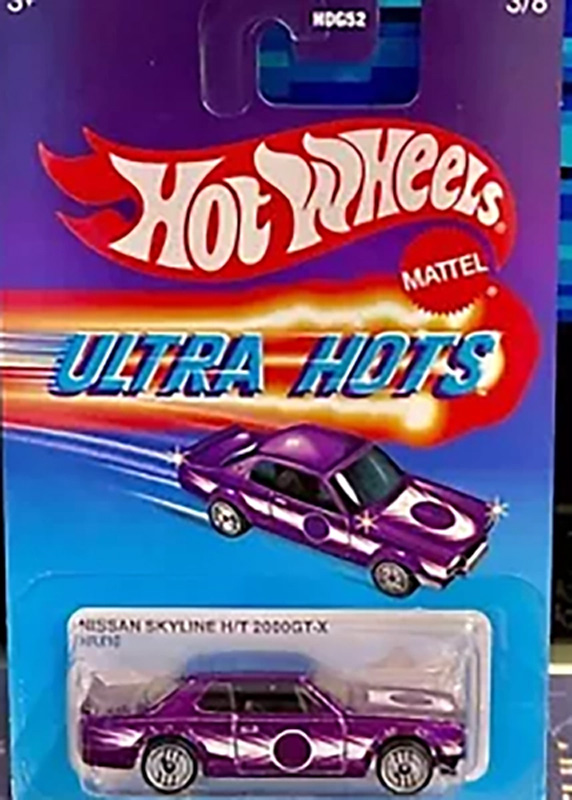 3+
HDG52
3/8
Hot Wheels
MATTEL
ULTRA HOTS
NISSAN SKYLINE H/T 2000GT-X